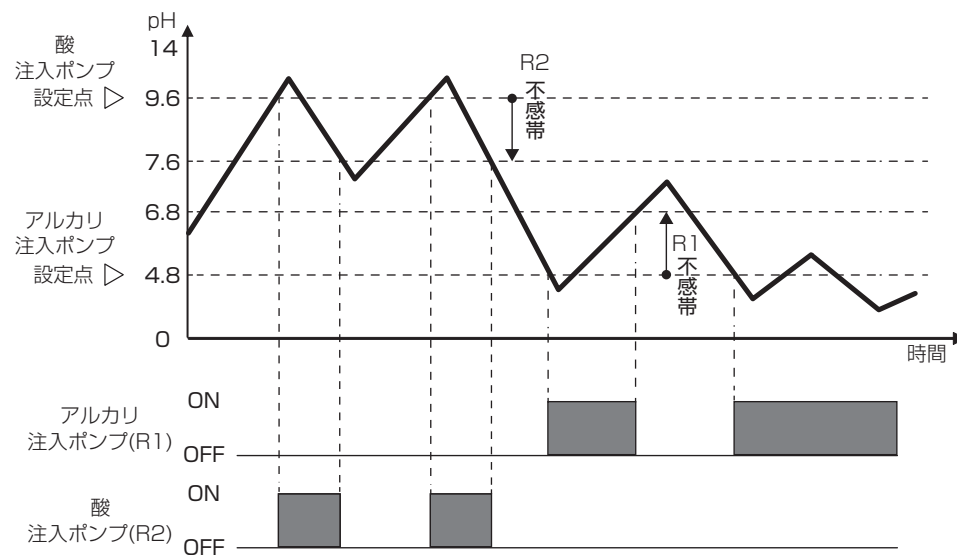 pH
14
酸
注入ポンプ
設定点
9.6
R2
不感帯
7.6
6.8
アルカリ
注入ポンプ
設定点
4.8
R1
不感帯
0
時間
アルカリ
注入ポンプ(R1)
ON
OFF
酸
注入ポンプ(R2)
ON
OFF